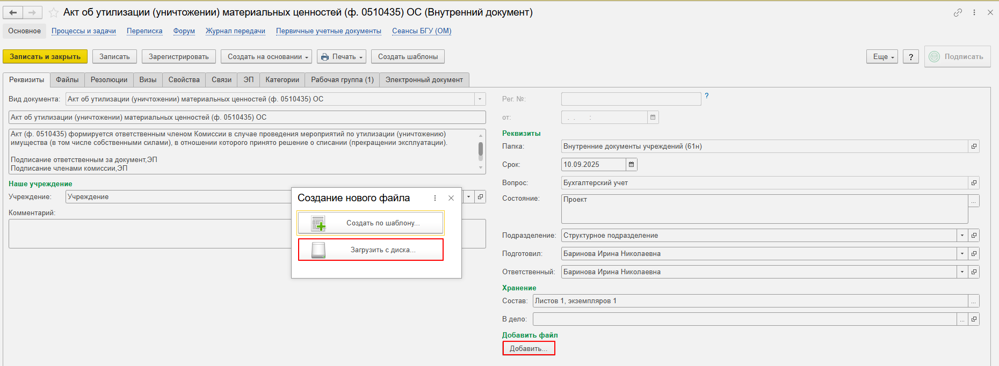 Акт об утилизации (уничтожении) материальных ценностей (ф. 0510435) ОС (Внутренний документ)
Основное Процессы и задачи Переписка Форум Журнал передачи Первичные учетные документы Сеансы БГУ (ОМ)
Записать и закрыть Записать Зарегистрировать Создать на основании Печать Создать шаблоны Еще ? Подписать
Реквизиты Файлы Резолюции Визы Свойства Связи ЭП Категории Рабочая группа (1) Электронный документ
Вид документа: Акт об утилизации (уничтожении) материальных ценностей (ф. 0510435) ОС
Акт об утилизации (уничтожении) материальных ценностей (ф. 0510435) ОС
Акт (ф. 0510435) формируется ответственным членом Комиссии в случае проведения мероприятий по утилизации (уничтожению)
имущества (в том числе собственными силами), в отношении которого принято решение о списании (прекращении эксплуатации).
Подписание ответственным за документ,ЭП
Подписание членами комиссии,ЭП
Наше учреждение
Учреждение: Учреждение
Комментарий:
Создание нового файла
Создать по шаблону...
Загрузить с диска...
Рег. №: ?
от: . . :
Реквизиты
Папка: Внутренние документы учреждений (61н)
Срок: 10.09.2025
Вопрос: Бухгалтерский учет
Состояние: Проект ...
Подразделение: Структурное подразделение
Подготовил: Баринова Ирина Николаевна
Ответственный: Баринова Ирина Николаевна
Хранение
Состав: Листов 1, экземпляров 1 ...
В дело: ...
Добавить файл
Добавить...